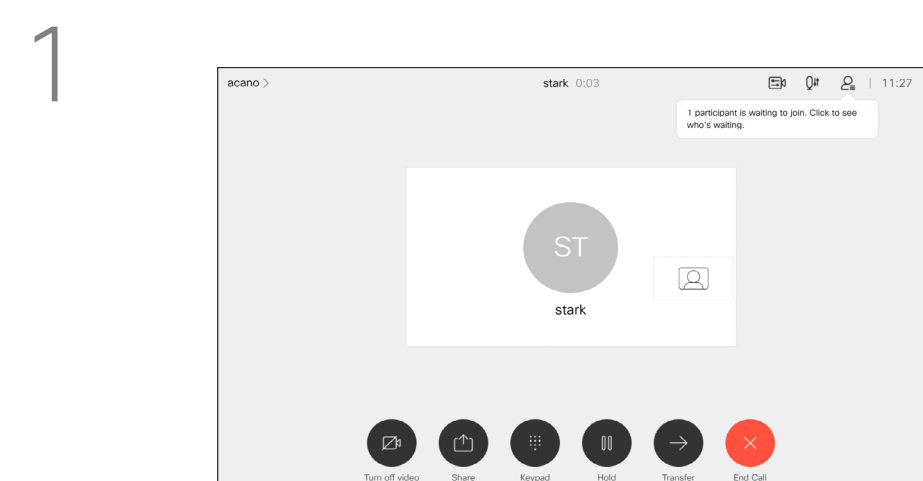 1
acano >
stark 0:03
11:27
1 participant is waiting to join. Click to see
who's waiting.
ST
stark
Turn off video
Share
Keypad
Hold
Transfer
End Call